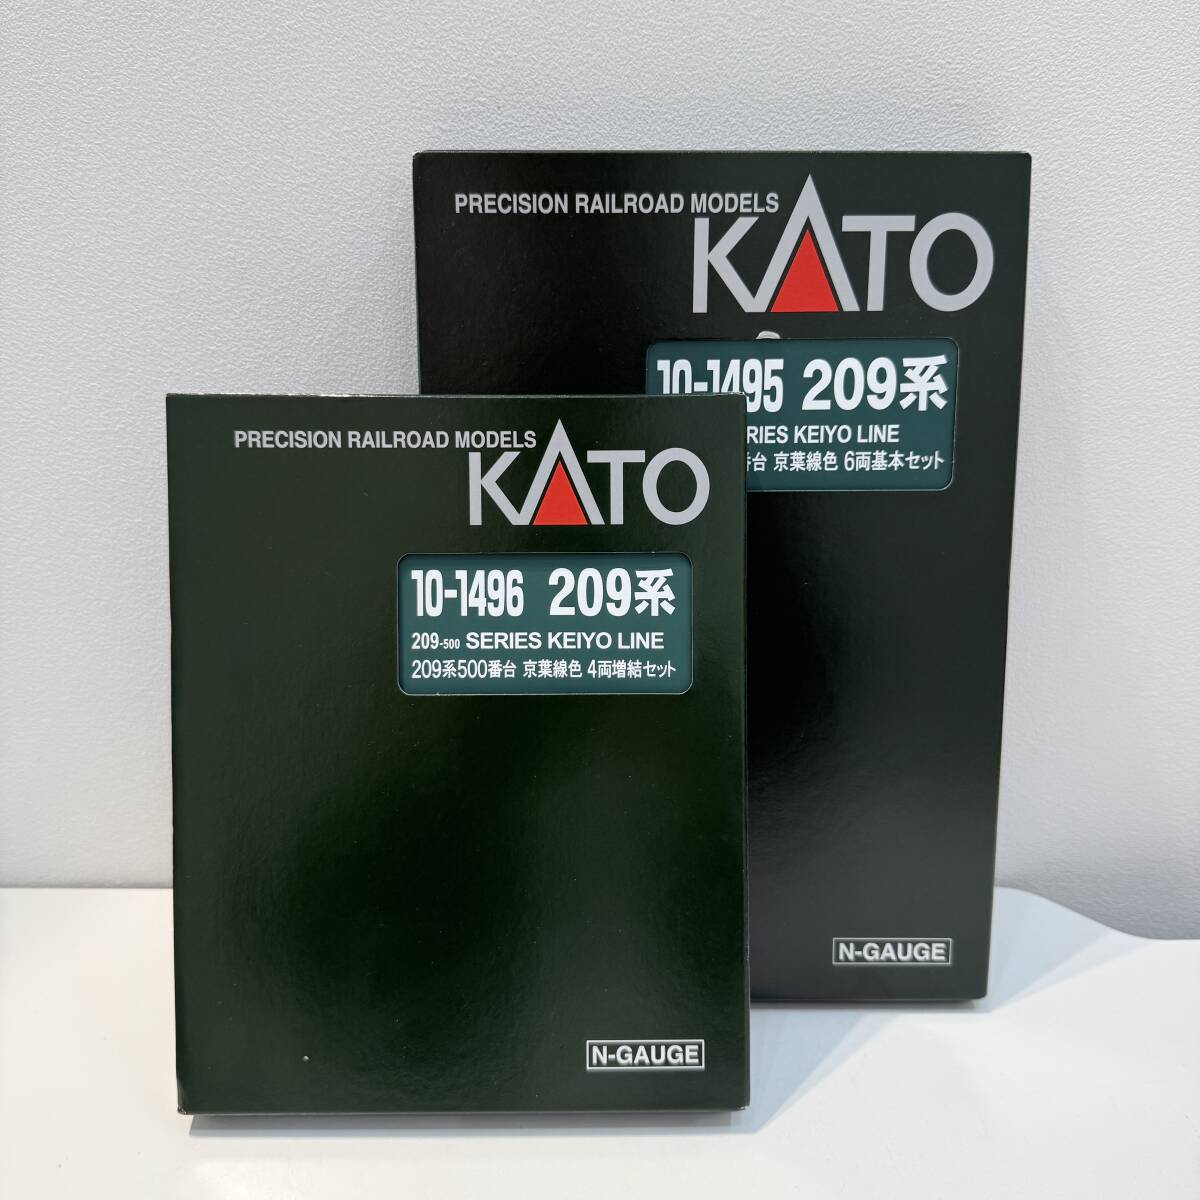 PRECISION RAILROAD MODELS
KATO
10-1495 209系
RIES KEIYO LINE
番台 京葉線色 6両基本セット
N-GAUGE
PRECISION RAILROAD MODELS
KATO
10-1496 209系
209-500 SERIES KEIYO LINE
209系500番台 京葉線色 4両増結セット
N-GAUGE